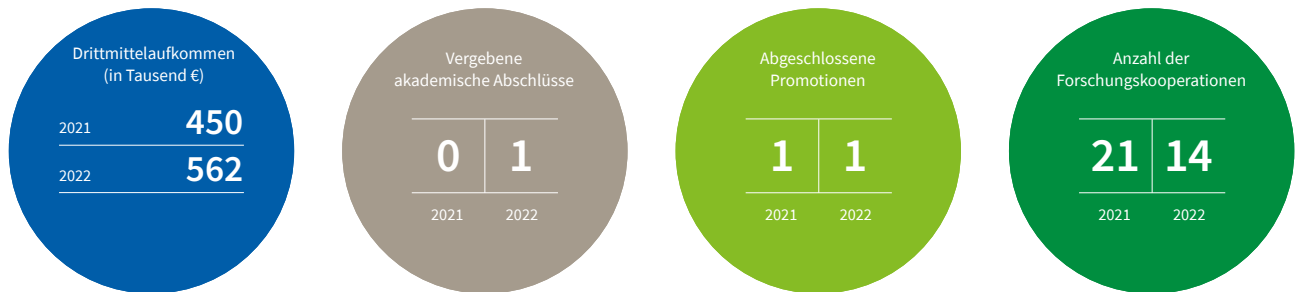 Drittmittelaufkommen
(in Tausend €)
2021 450
2022 562
Vergebene
akademische Abschlüsse
0 1
2021 2022
Abgeschlossene
Promotionen
1 1
2021 2022
Anzahl der
Forschungskooperationen
21 14
2021 2022